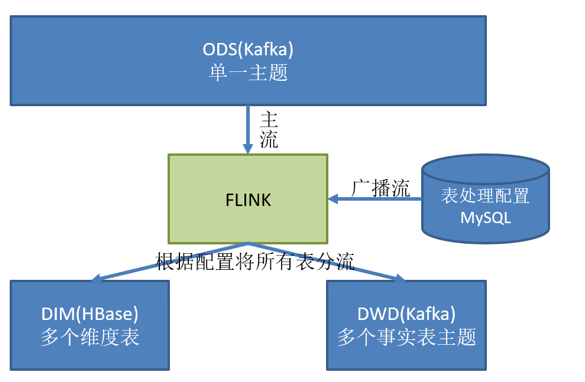 ODS(Kafka)
单一主题
主
流
FLINK
广播流
表处理配置
MySQL
根据配置将所有表分流
DIM(HBase)
多个维度表
DWD(Kafka)
多个事实表主题